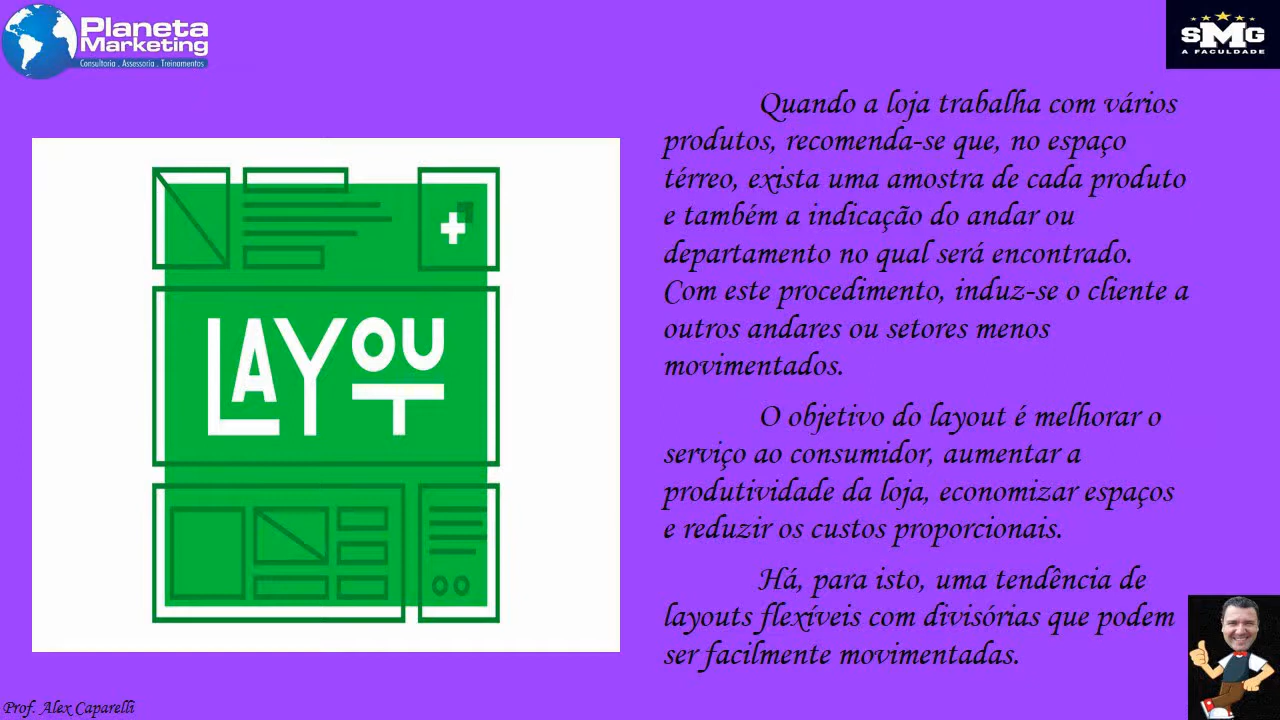 Planeta
Marketing
Consultoria . Assessoria . Treinamentos
SMG
A FACULDADE
Quando a loja trabalha com vários
produtos, recomenda-se que, no espaço
térreo, exista uma amostra de cada produto
e também a indicação do andar ou
departamento no qual será encontrado.
Com este procedimento, induz-se o cliente a
outros andares ou setores menos
movimentados.
LAYOUT
O objetivo do layout é melhorar o
serviço ao consumidor, aumentar a
produtividade da loja, economizar espaços
e reduzir os custos proporcionais.
Há, para isto, uma tendência de
layouts flexíveis com divisórias que podem
ser facilmente movimentadas.
Prof. Alex Caparelli